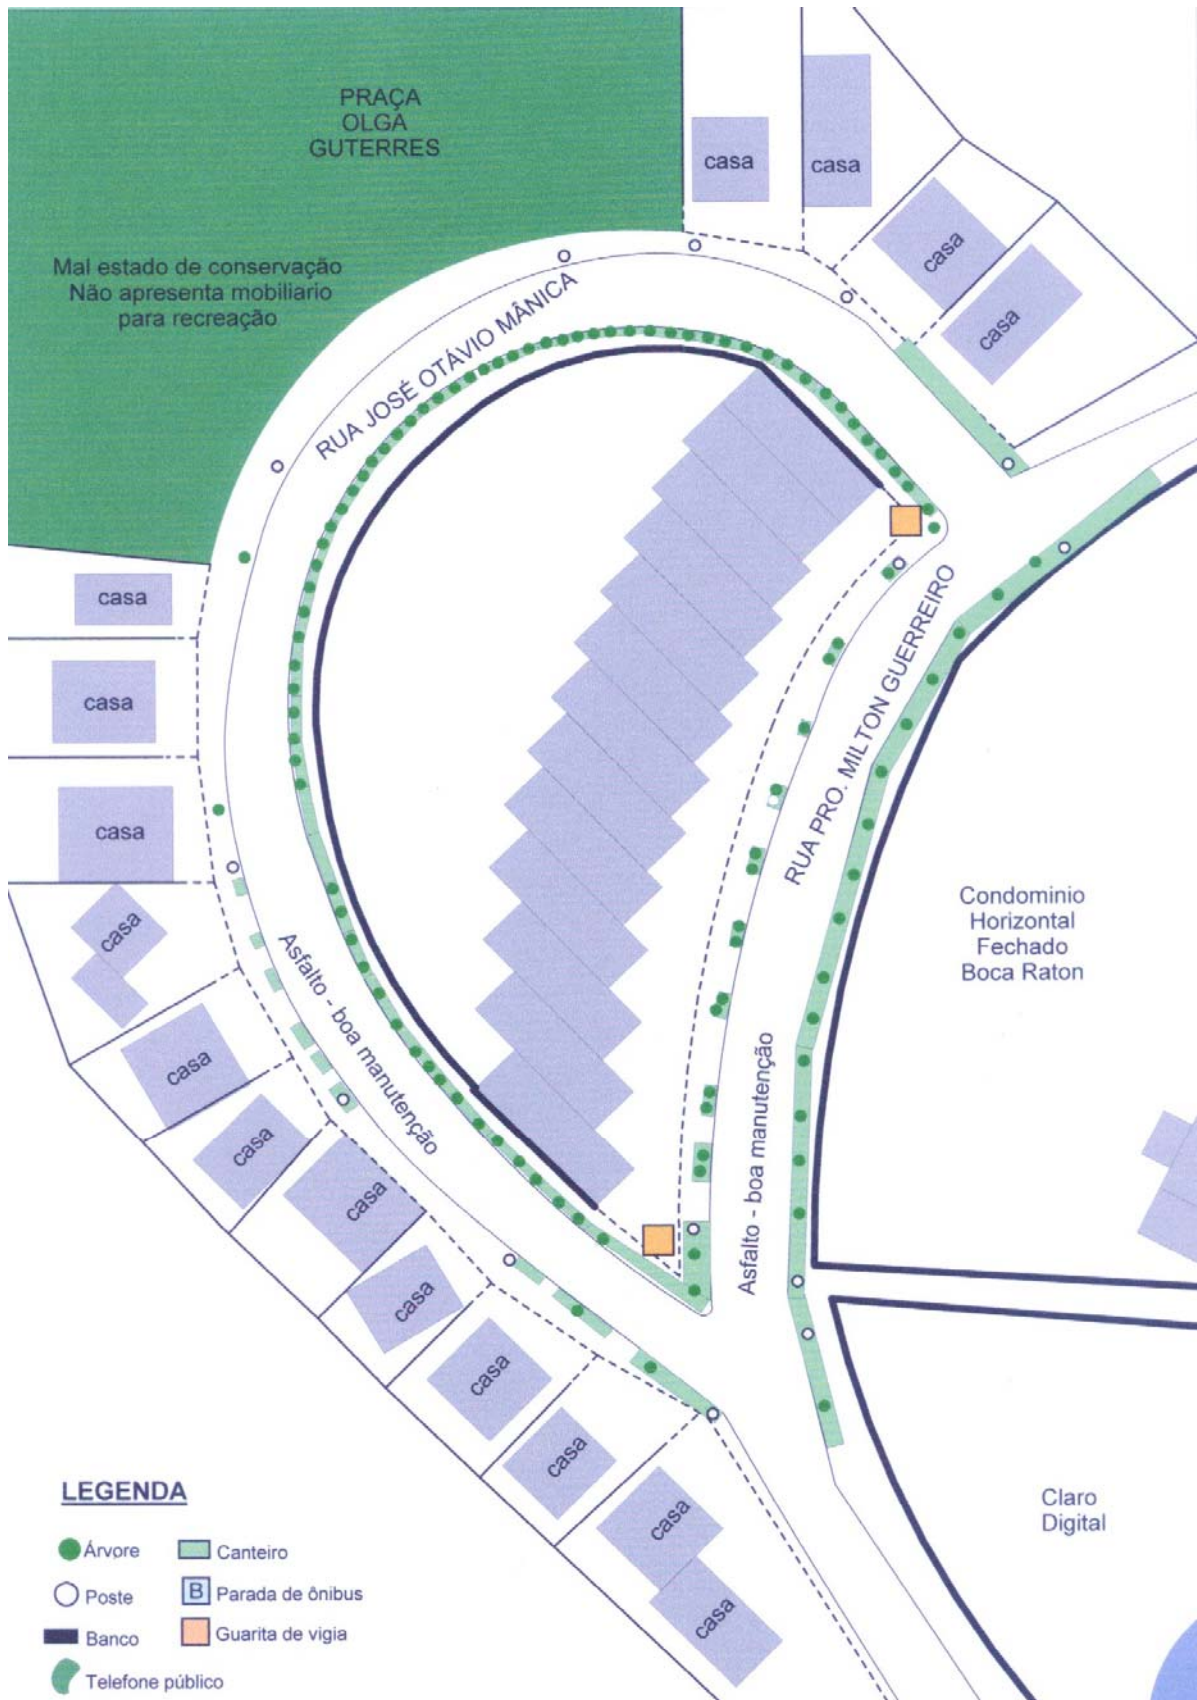 PRAÇA
OLGA
GUTERRES
casa
casa
casa
casa
Mal estado de conservação
Não apresenta mobiliario
para recreação
RUA JOSÉ OTÁVIO MÂNICA
casa
casa
casa
casa
casa
casa
casa
casa
casa
casa
casa
casa
RUA PRO. MILTON GUERREIRO
Condominio
Horizontal
Fechado
Boca Raton
Asfalto - boa manutenção
Asfalto - boa manutenção
Claro
Digital
LEGENDA
Árvore
Canteiro
Poste
B Parada de ônibus
Banco
Guarita de vigia
Telefone público
casa